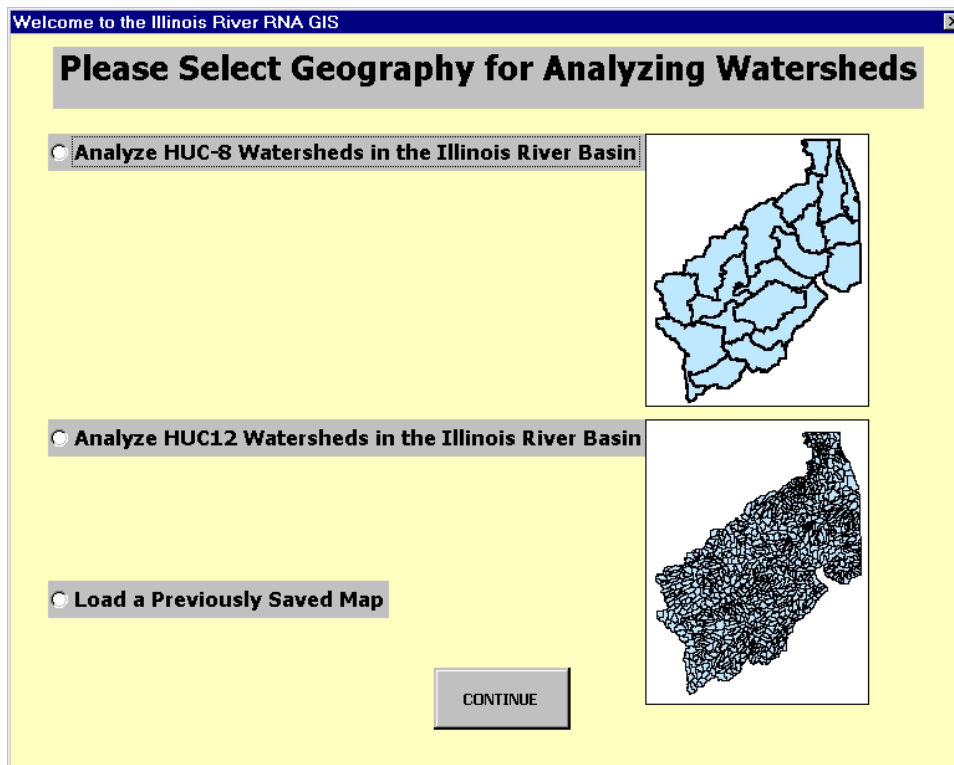 Welcome to the Illinois River RNA GIS
Please Select Geography for Analyzing Watersheds
Analyze HUC-8 Watersheds in the Illinois River Basin
Analyze HUC12 Watersheds in the Illinois River Basin
Load a Previously Saved Map
CONTINUE